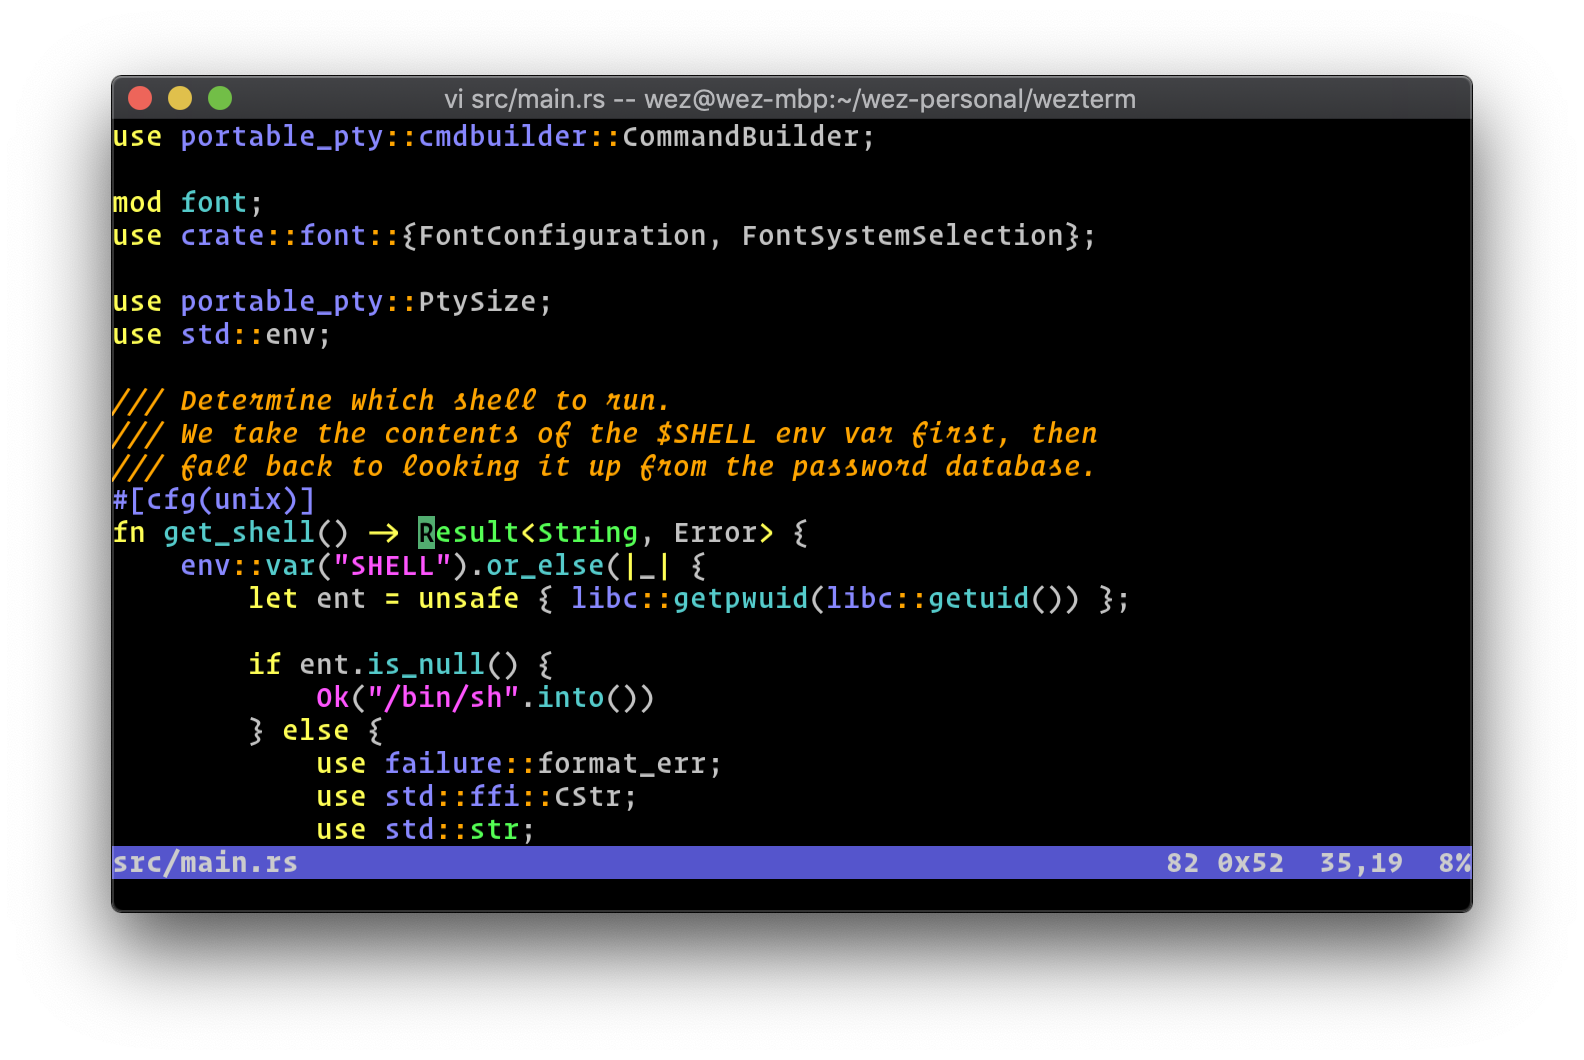 vi src/main.rs -- wez@wez-mbp:~/wez-personal/wezterm
use portable_pty::cmdbuilder::CommandBuilder;
mod font;
use crate::font::{FontConfiguration, FontSystemSelection};
use portable_pty::PtySize;
use std::env;
/// Determine which shell to run.
/// We take the contents of the $SHELL env var first, then
/// fall back to looking it up from the password database.
#[cfg(unix)]
fn get_shell() -> Result<String, Error> {
    env::var("SHELL").or_else(|_| {
        let ent = unsafe { libc::getpwuid(libc::getuid()) };
        if ent.is_null() {
            Ok("/bin/sh".into())
        } else {
            use failure::format_err;
            use std::ffi::CStr;
            use std::str;
src/main.rs 82 0x52 35,19 8%